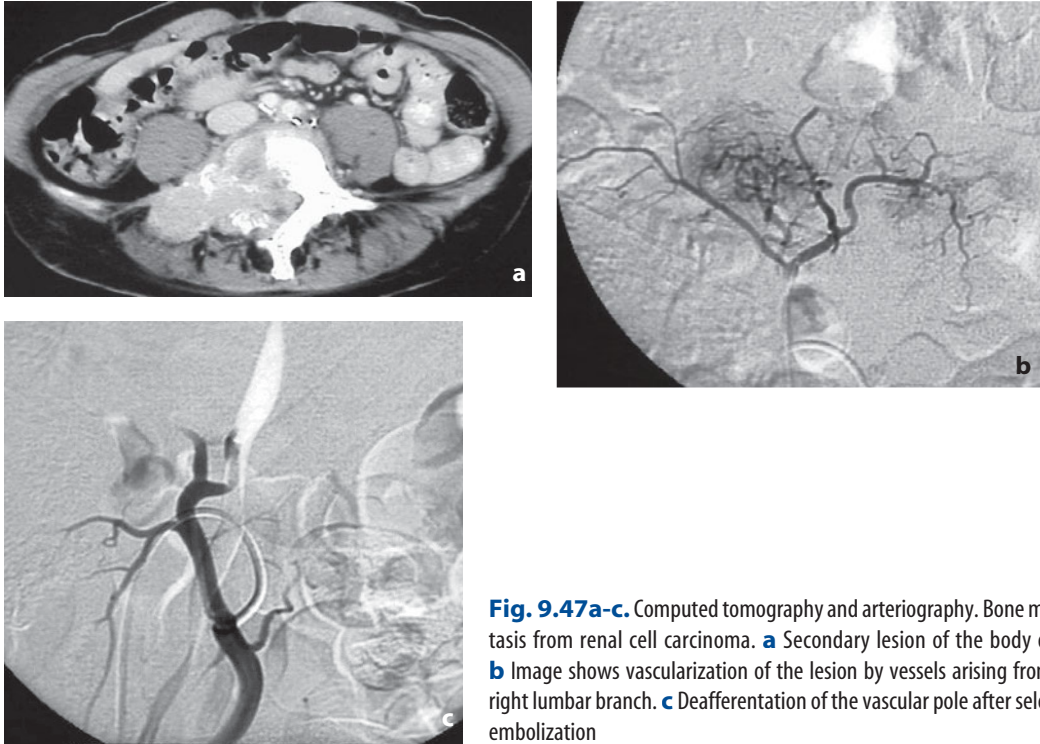 a
b
c
Fig. 9.47a-c. Computed tomography and arteriography. Bone m
tasis from renal cell carcinoma. a Secondary lesion of the body
b Image shows vascularization of the lesion by vessels arising from
right lumbar branch. c Deafferentation of the vascular pole after sele
embolization